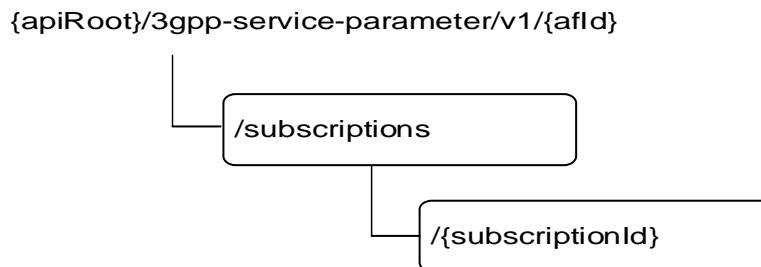 {apiRoot}/3gpp-service-parameter/v1/{afId}
/subscriptions
/{subscriptionId}